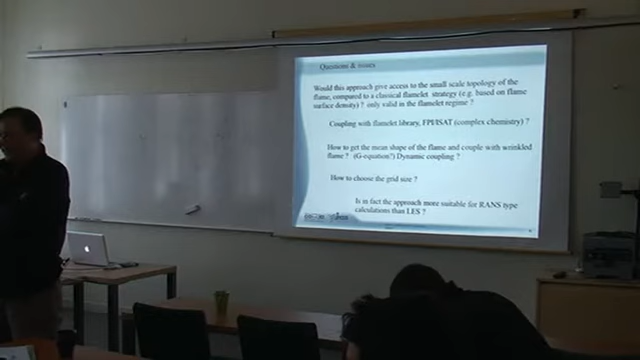 Questions & issues
Would this approach give access to the small scale topology of the
flame, compared to a classical flamelet strategy (e.g. based on flame
surface density) ? only valid in the flamelet regime ?
Coupling with flamelet library, FPI/ISAT (complex chemistry) ?
How to get the mean shape of the flame and couple with wrinkled
flame ? (G-equation?) Dynamic coupling ?
How to choose the grid size ?
Is in fact the approach more suitable for RANS type
calculations than LES ?